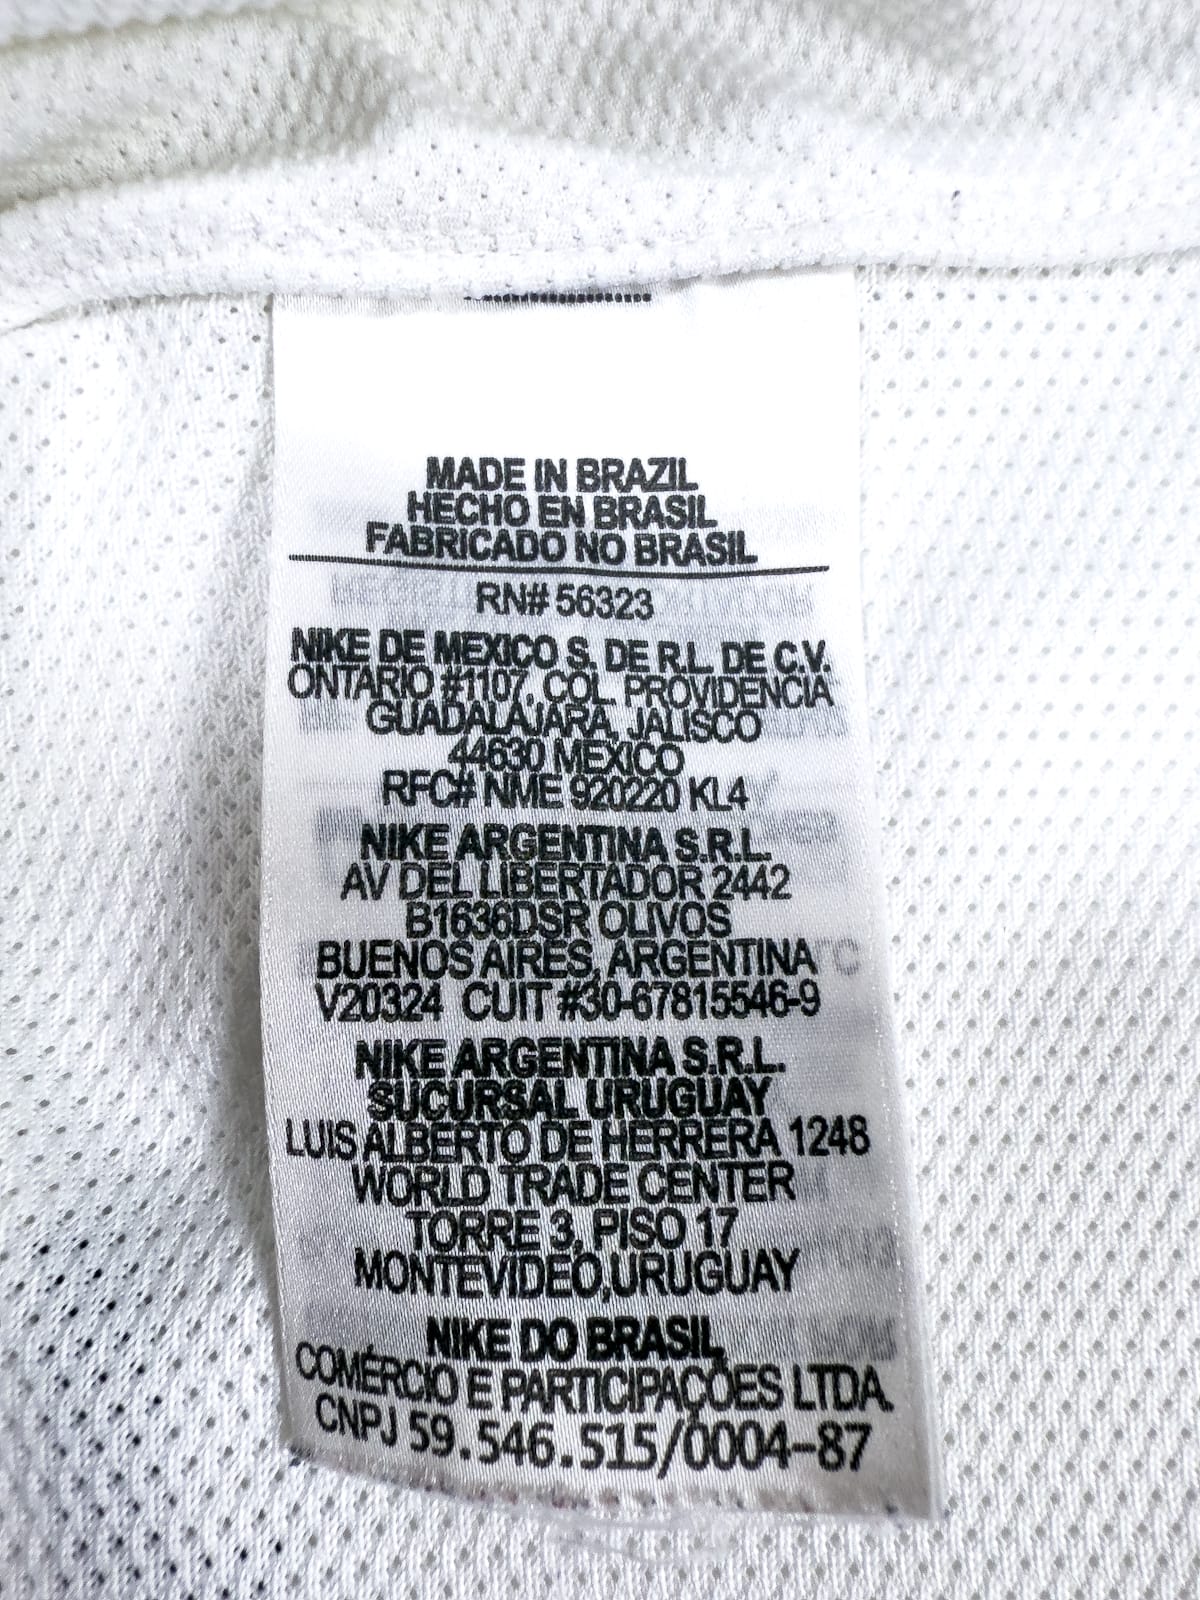 MADE IN BRAZIL
HECHO EN BRASIL
FABRICADO NO BRASIL
RN# 56323
NIKE DE MEXICO S. DE R.L. DE C.V.
ONTARIO #1107, COL. PROVIDENCIA
GUADALAJARA, JALISCO
44630 MEXICO
RFC# NME 920220 KL4
NIKE ARGENTINA S.R.L.
AV DEL LIBERTADOR 2442
B1636DSR OLIVOS
BUENOS AIRES, ARGENTINA
V20324 CUIT #30-67815546-9
NIKE ARGENTINA S.R.L.
SUCURSAL URUGUAY
LUIS ALBERTO DE HERRERA 1248
WORLD TRADE CENTER
TORRE 3, PISO 17
MONTEVIDEO,URUGUAY
NIKE DO BRASIL
COMÉRCIO E PARTICIPAÇÕES LTDA.
CNPJ 59.546.515/0004-87